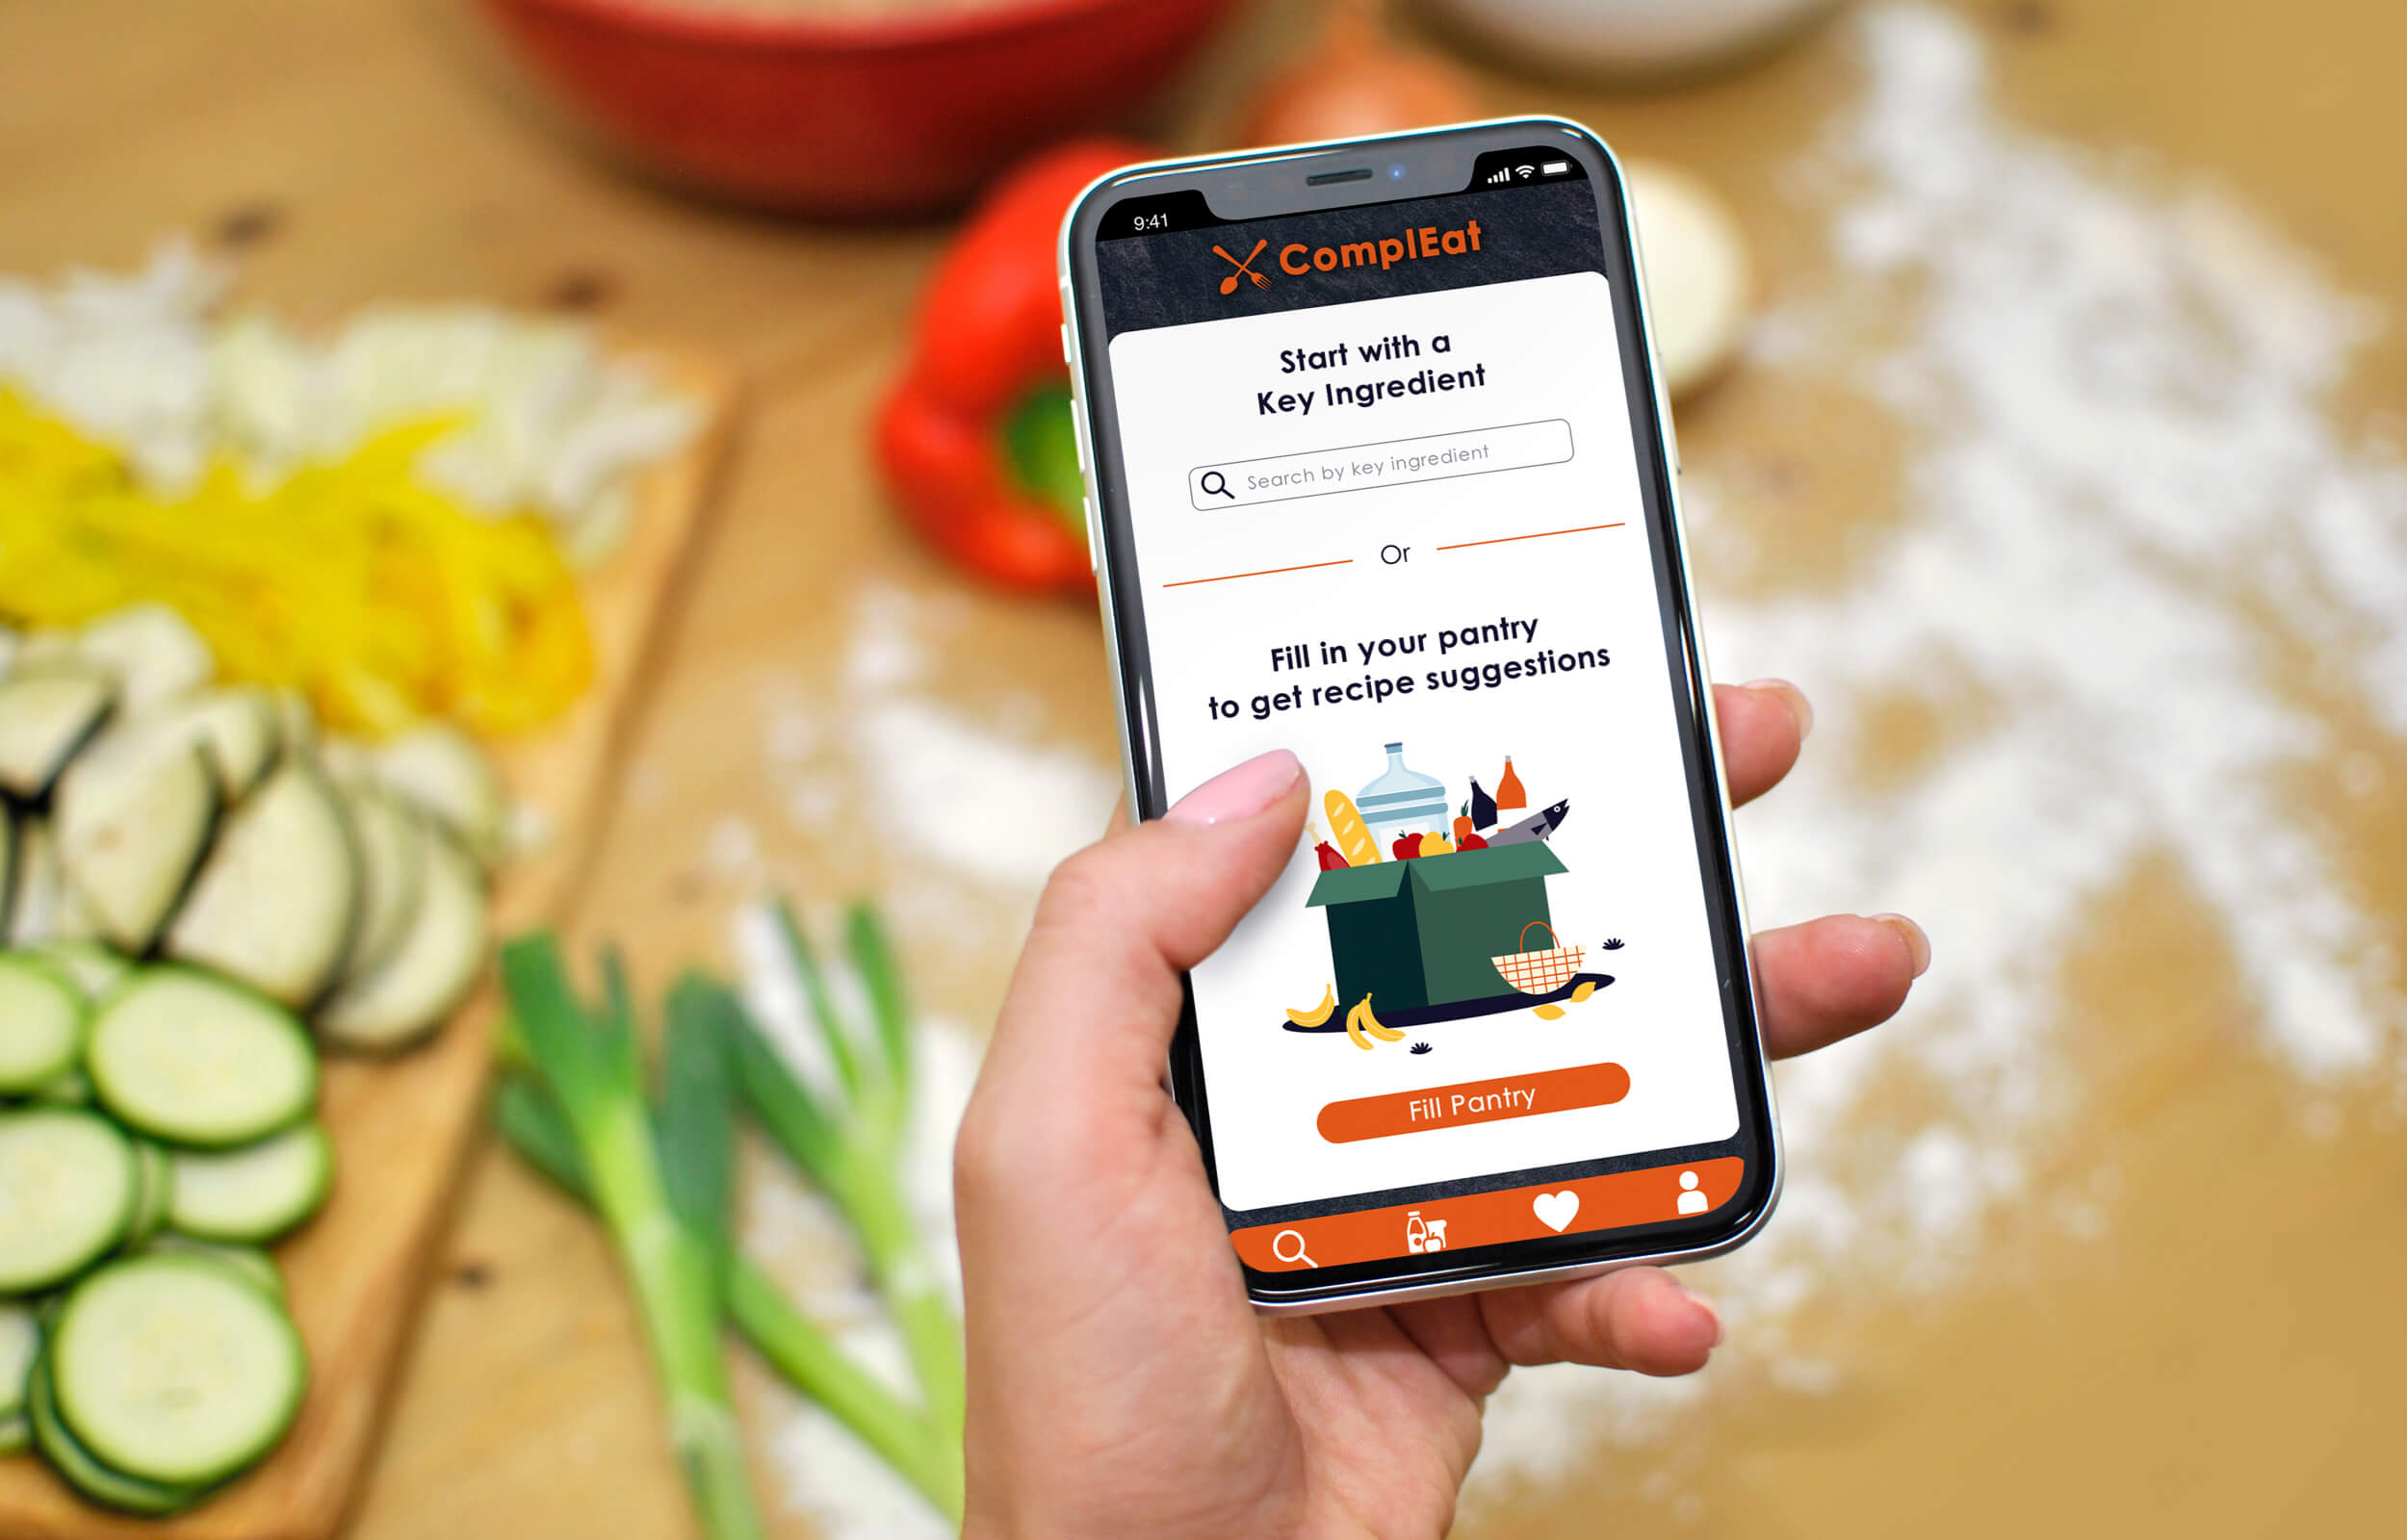 9:41
ComplEat
Start with a
Key Ingredient
Search by key ingredient
Or
Fill in your pantry
to get recipe suggestions
Fill Pantry